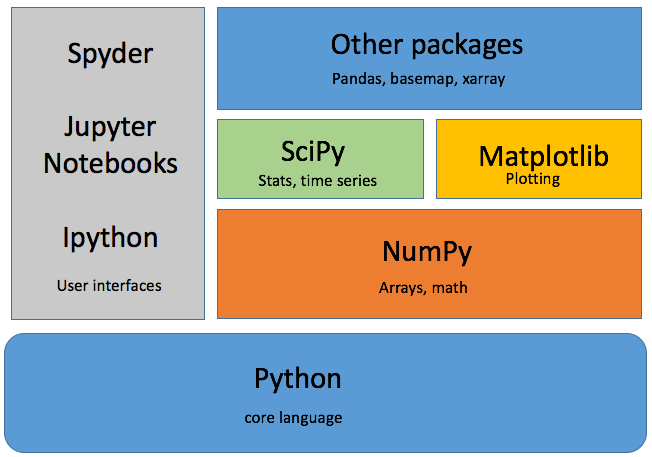 Spyder
Jupyter
Notebooks
Ipython
User interfaces
Other packages
Pandas, basemap, xarray
SciPy
Stats, time series
Matplotlib
Plotting
NumPy
Arrays, math
Python
core language